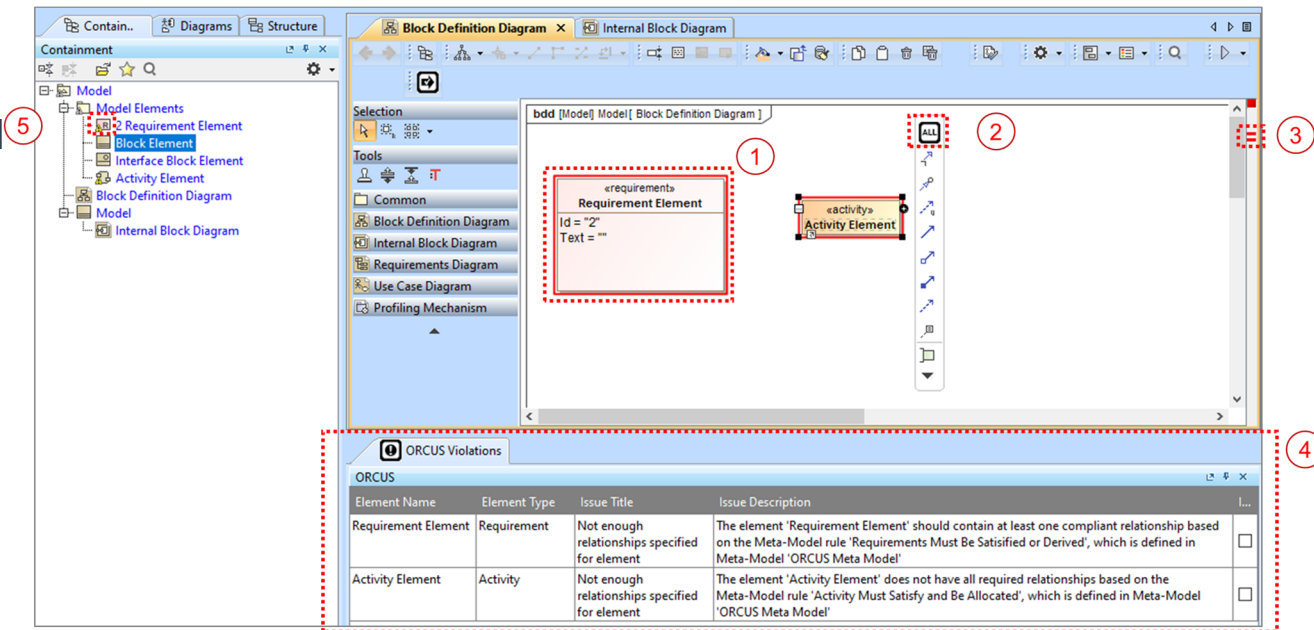 Contain..
Diagrams
Structure
Containment
Model
Model Elements
2 Requirement Element
Block Element
Interface Block Element
Activity Element
Block Definition Diagram
Model
Internal Block Diagram
5
Block Definition Diagram
Internal Block Diagram
Selection
Tools
Common
Block Definition Diagram
Internal Block Diagram
Requirements Diagram
Use Case Diagram
Profiling Mechanism
bdd [Model] Model[ Block Definition Diagram ]
1
«requirement»
Requirement Element
Id = "2"
Text = ""
«activity»
Activity Element
ALL
u
2
3
4
ORCUS Violations
ORCUS
Element Name Element Type Issue Title Issue Description I...
Requirement Element Requirement Not enough
relationships specified
for element
The element 'Requirement Element' should contain at least one compliant relationship based
on the Meta-Model rule 'Requirements Must Be Satisified or Derived', which is defined in
Meta-Model 'ORCUS Meta Model'
Activity Element Activity Not enough
relationships specified
for element
The element 'Activity Element' does not have all required relationships based on the
Meta-Model rule 'Activity Must Satisfy and Be Allocated', which is defined in Meta-Model
'ORCUS Meta Model'